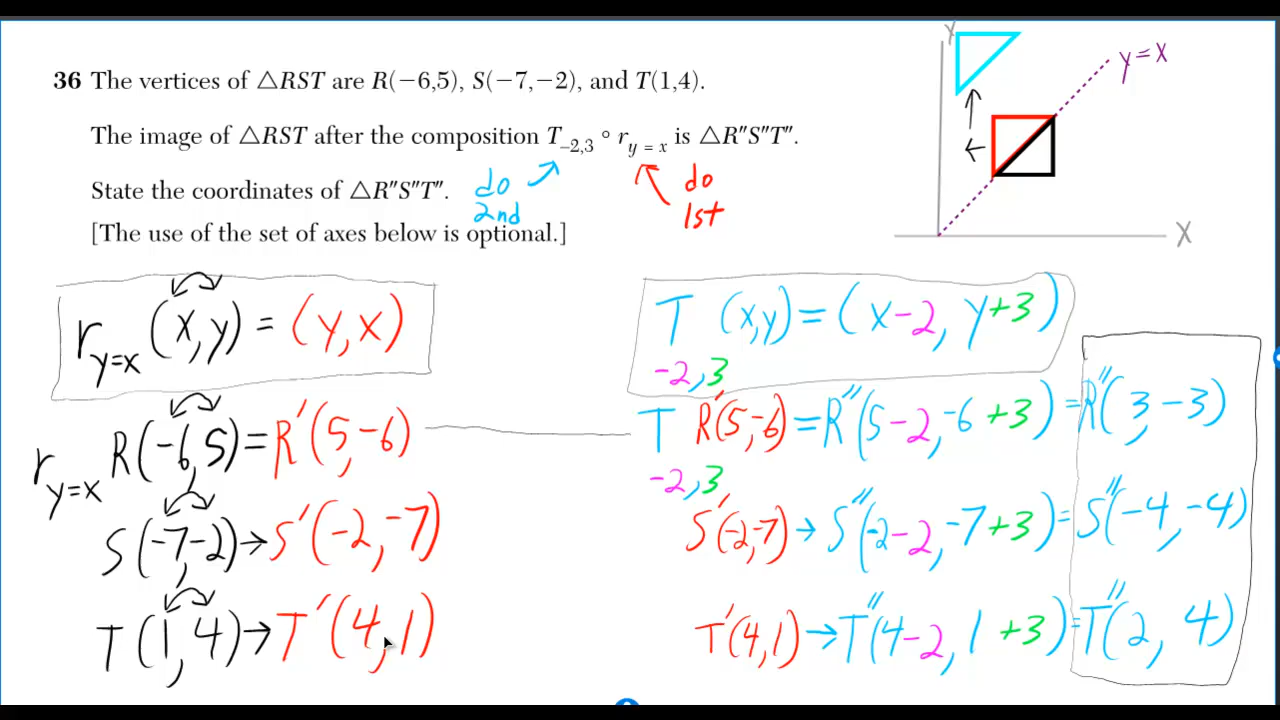 36 The vertices of △RST are R(−6,5), S(−7,−2), and T(1,4).
The image of △RST after the composition T₋₂,₃ ∘ r y = x is △R″S″T″.
State the coordinates of △R″S″T″.
[The use of the set of axes below is optional.]
do 2nd
do 1st
Y
y=x
X
r y=x (x,y) = (y,x)
T -2,3 (x,y) = (x-2, y+3)
r y=x R(-6,5) = R′(5,-6)
T -2,3 R′(5,-6) = R″(5-2, -6+3) = R″(3,-3)
S(-7,-2) → S′(-2,-7)
S′(-2,-7) → S″(-2-2, -7+3) = S″(-4,-4)
T(1,4) → T′(4,1)
T′(4,1) → T″(4-2, 1+3) = T″(2, 4)